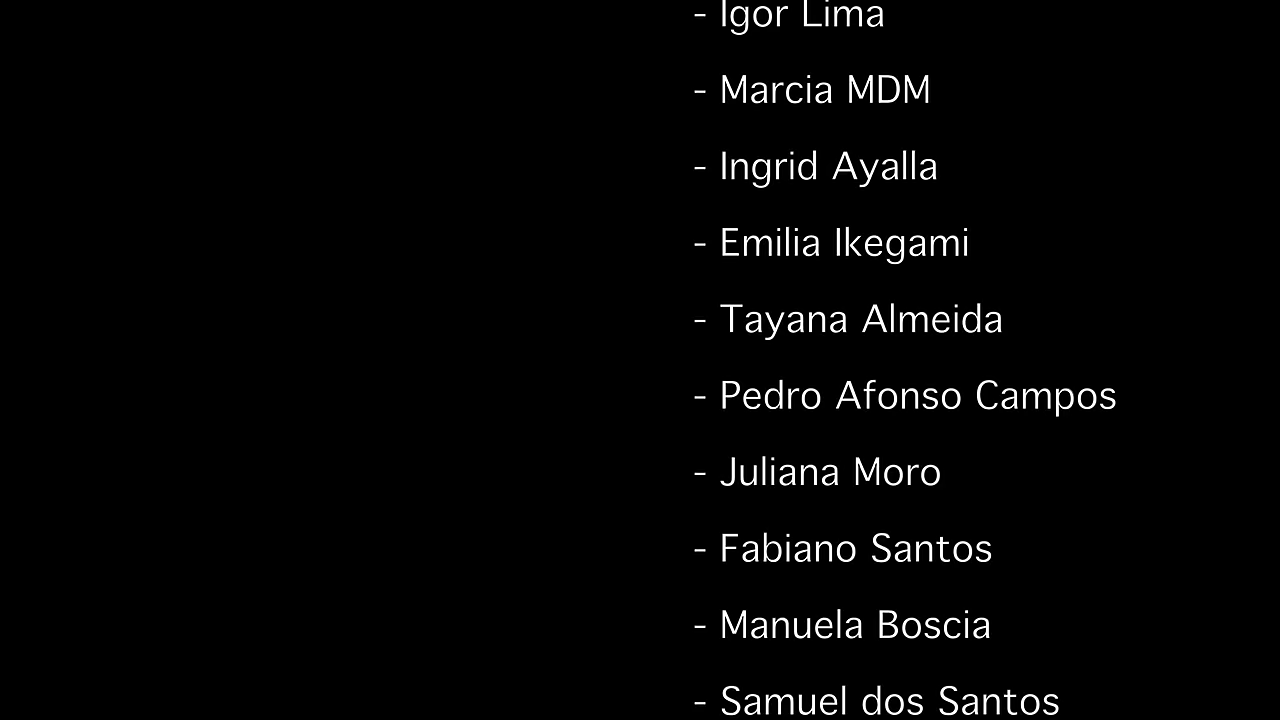 - Igor Lima
- Marcia MDM
- Ingrid Ayalla
- Emilia Ikegami
- Tayana Almeida
- Pedro Afonso Campos
- Juliana Moro
- Fabiano Santos
- Manuela Boscia
- Samuel dos Santos